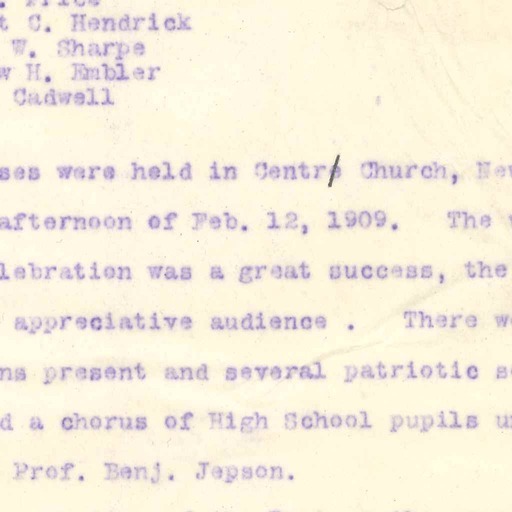 . Price
t C. Hendrick
W. Sharpe
w H. Embler
Cadwell
ses were held in Centre Church, New
afternoon of Feb. 12, 1909. The
lebration was a great success, the
appreciative audience . There we
ns present and several patriotic s
d a chorus of High School pupils u
Prof. Benj. Jepson.